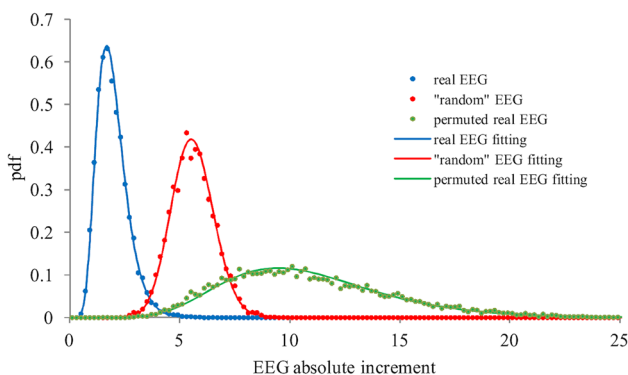 pdf
0.7
0.6
0.5
0.4
0.3
0.2
0.1
0
0
5
10
15
20
25
EEG absolute increment
real EEG
"random" EEG
permuted real EEG
real EEG fitting
"random" EEG fitting
permuted real EEG fitting